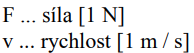 F ... síla [1 N]
v ... rychlost [1 m / s]